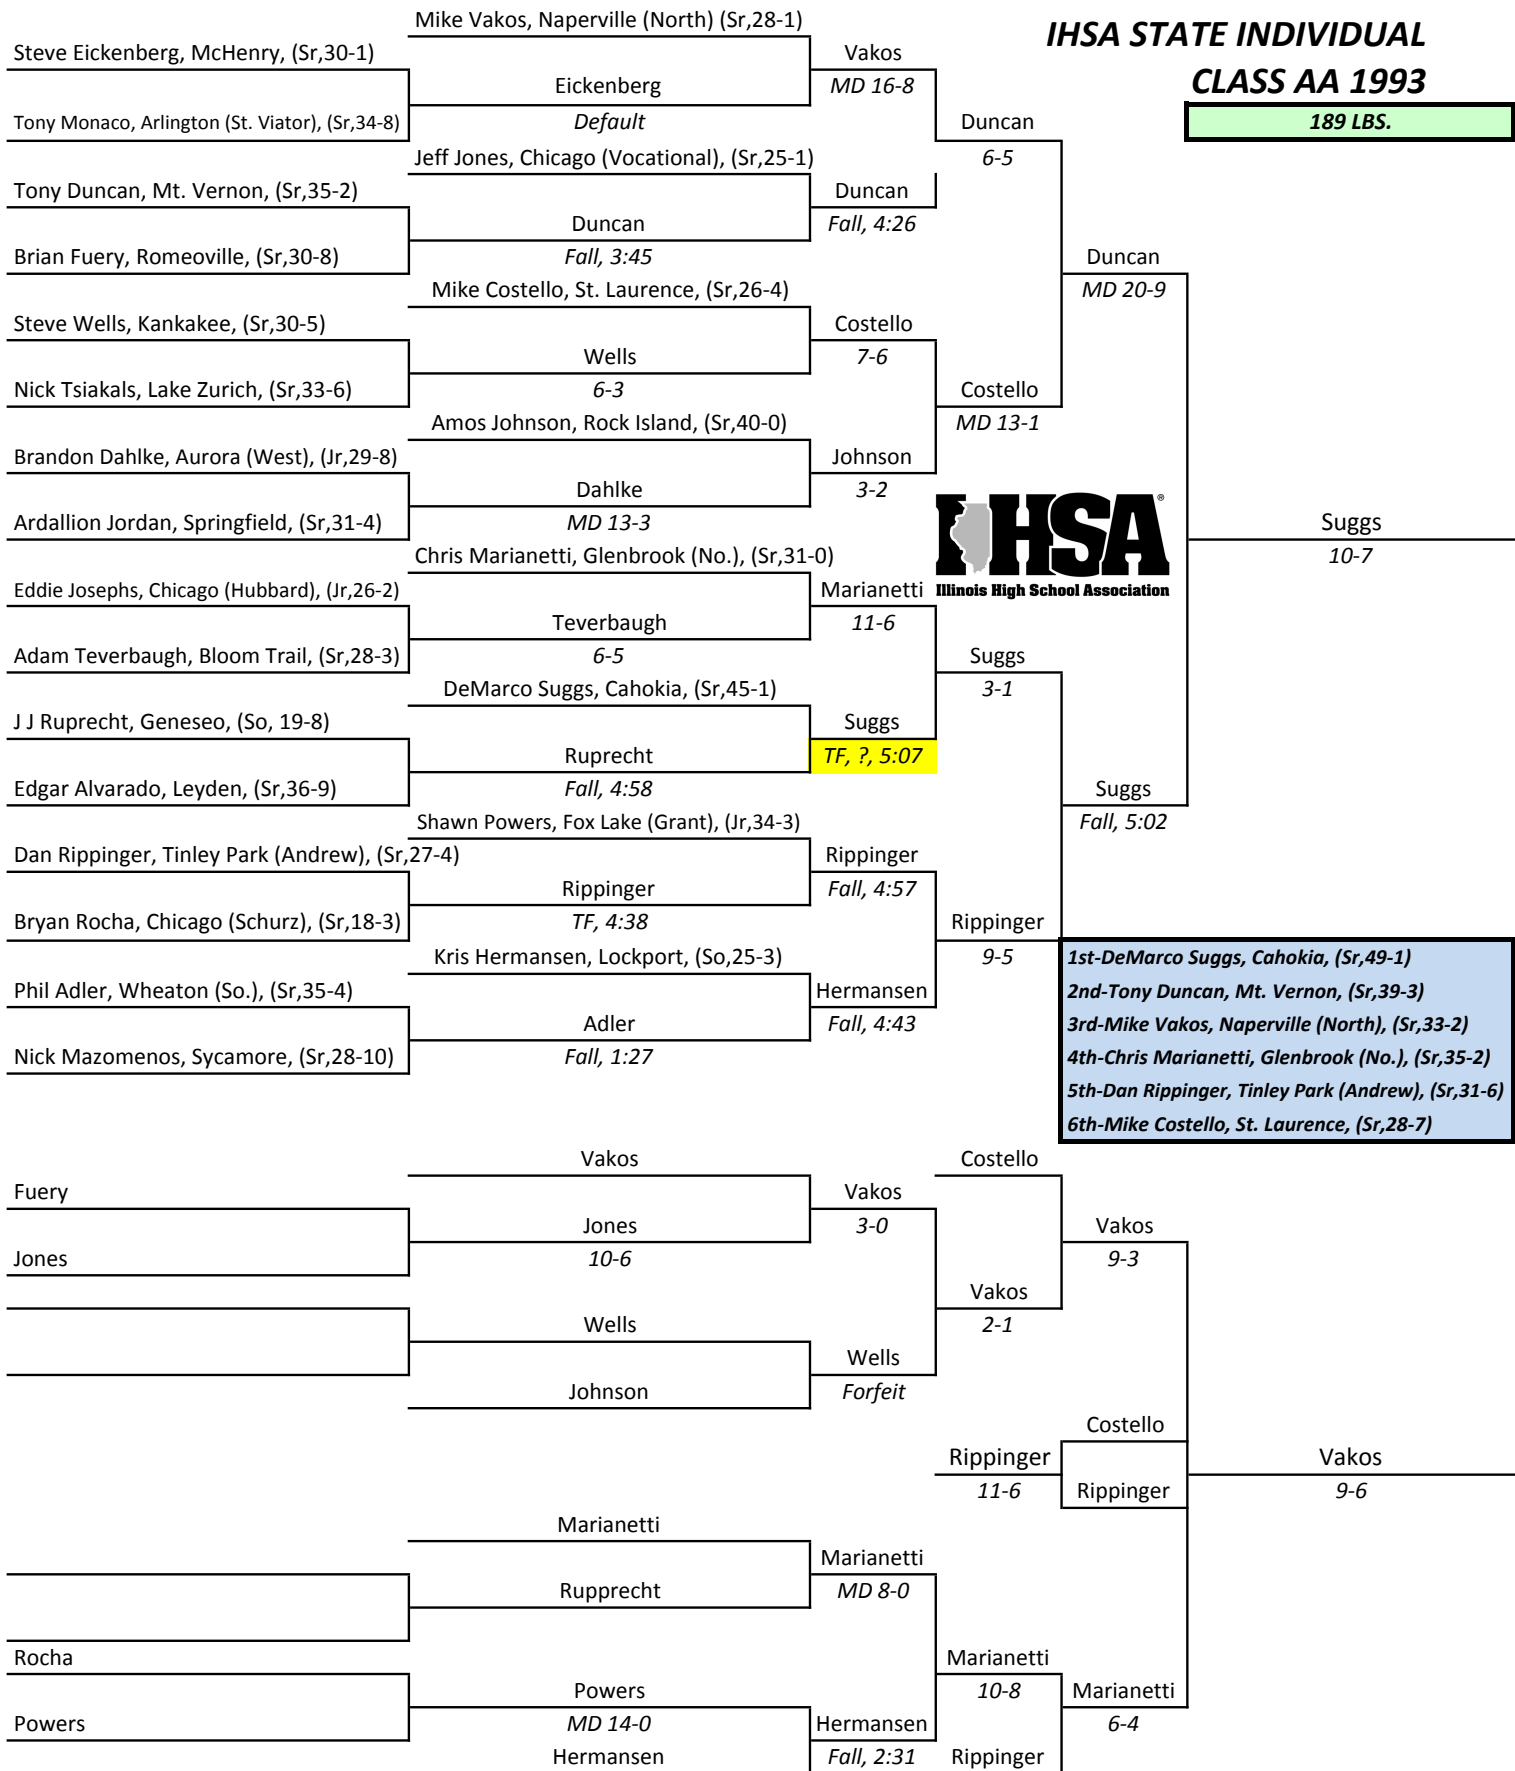 Mike Vakos, Naperville (North) (Sr,28-1)
IHSA STATE INDIVIDUAL
Steve Eickenberg, McHenry, (Sr,30-1)
Vakos
CLASS AA 1993
Eickenberg
MD 16-8
Tony Monaco, Arlington (St. Viator), (Sr,34-8)
Default
Duncan
189 LBS.
Jeff Jones, Chicago (Vocational), (Sr,25-1)
6-5
Tony Duncan, Mt. Vernon, (Sr,35-2)
Duncan
Duncan
Fall, 4:26
Brian Fuery, Romeoville, (Sr,30-8)
Fall, 3:45
Duncan
Mike Costello, St. Laurence, (Sr,26-4)
MD 20-9
Steve Wells, Kankakee, (Sr,30-5)
Costello
Wells
7-6
Nick Tsiakals, Lake Zurich, (Sr,33-6)
6-3
Costello
Amos Johnson, Rock Island, (Sr,40-0)
MD 13-1
Brandon Dahlke, Aurora (West), (Jr,29-8)
Johnson
Dahlke
3-2
Ardallion Jordan, Springfield, (Sr,31-4)
MD 13-3
IHSA®
Suggs
Chris Marianetti, Glenbrook (No.), (Sr,31-0)
10-7
Eddie Josephs, Chicago (Hubbard), (Jr,26-2)
Marianetti
Illinois High School Association
Teverbaugh
11-6
Adam Teverbaugh, Bloom Trail, (Sr,28-3)
6-5
Suggs
DeMarco Suggs, Cahokia, (Sr,45-1)
3-1
J J Ruprecht, Geneseo, (So, 19-8)
Suggs
Ruprecht
TF, ?, 5:07
Edgar Alvarado, Leyden, (Sr,36-9)
Fall, 4:58
Suggs
Shawn Powers, Fox Lake (Grant), (Jr,34-3)
Fall, 5:02
Dan Rippinger, Tinley Park (Andrew), (Sr,27-4)
Rippinger
Rippinger
Fall, 4:57
Bryan Rocha, Chicago (Schurz), (Sr,18-3)
TF, 4:38
Rippinger
Kris Hermansen, Lockport, (So,25-3)
9-5
1st-DeMarco Suggs, Cahokia, (Sr,49-1)
Phil Adler, Wheaton (So.), (Sr,35-4)
Hermansen
2nd-Tony Duncan, Mt. Vernon, (Sr,39-3)
Adler
Fall, 4:43
3rd-Mike Vakos, Naperville (North), (Sr,33-2)
Nick Mazomenos, Sycamore, (Sr,28-10)
Fall, 1:27
4th-Chris Marianetti, Glenbrook (No.), (Sr,35-2)
5th-Dan Rippinger, Tinley Park (Andrew), (Sr,31-6)
6th-Mike Costello, St. Laurence, (Sr,28-7)
Vakos
Costello
Fuery
Vakos
Jones
3-0
Vakos
Jones
10-6
9-3
Vakos
Wells
2-1
Wells
Johnson
Forfeit
Costello
Rippinger
Vakos
11-6
Rippinger
9-6
Marianetti
Marianetti
Rupprecht
MD 8-0
Rocha
Marianetti
Powers
10-8
Marianetti
Powers
MD 14-0
Hermansen
6-4
Hermansen
Fall, 2:31
Rippinger